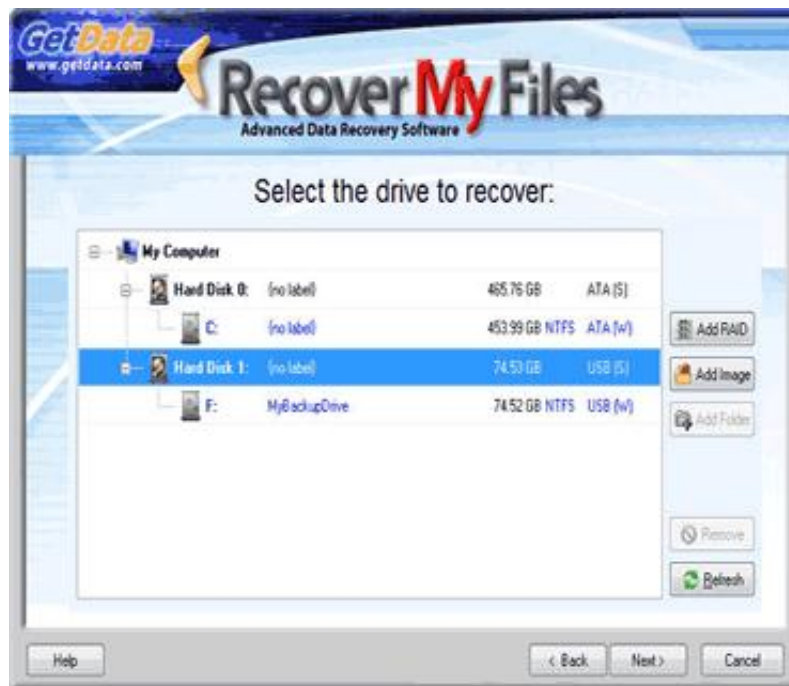 GetData
www.getdata.com
Recover My Files
Advanced Data Recovery Software
Select the drive to recover:
My Computer
Hard Disk 0: (no label) 465.76 GB ATA (S)
C: (no label) 453.99 GB NTFS ATA (W)
Hard Disk 1: (no label) 74.53 GB USB (S)
F: MyBackupDrive 74.52 GB NTFS USB (W)
Add RAID
Add Image
Add Folder
Remove
Refresh
Help < Back Next > Cancel